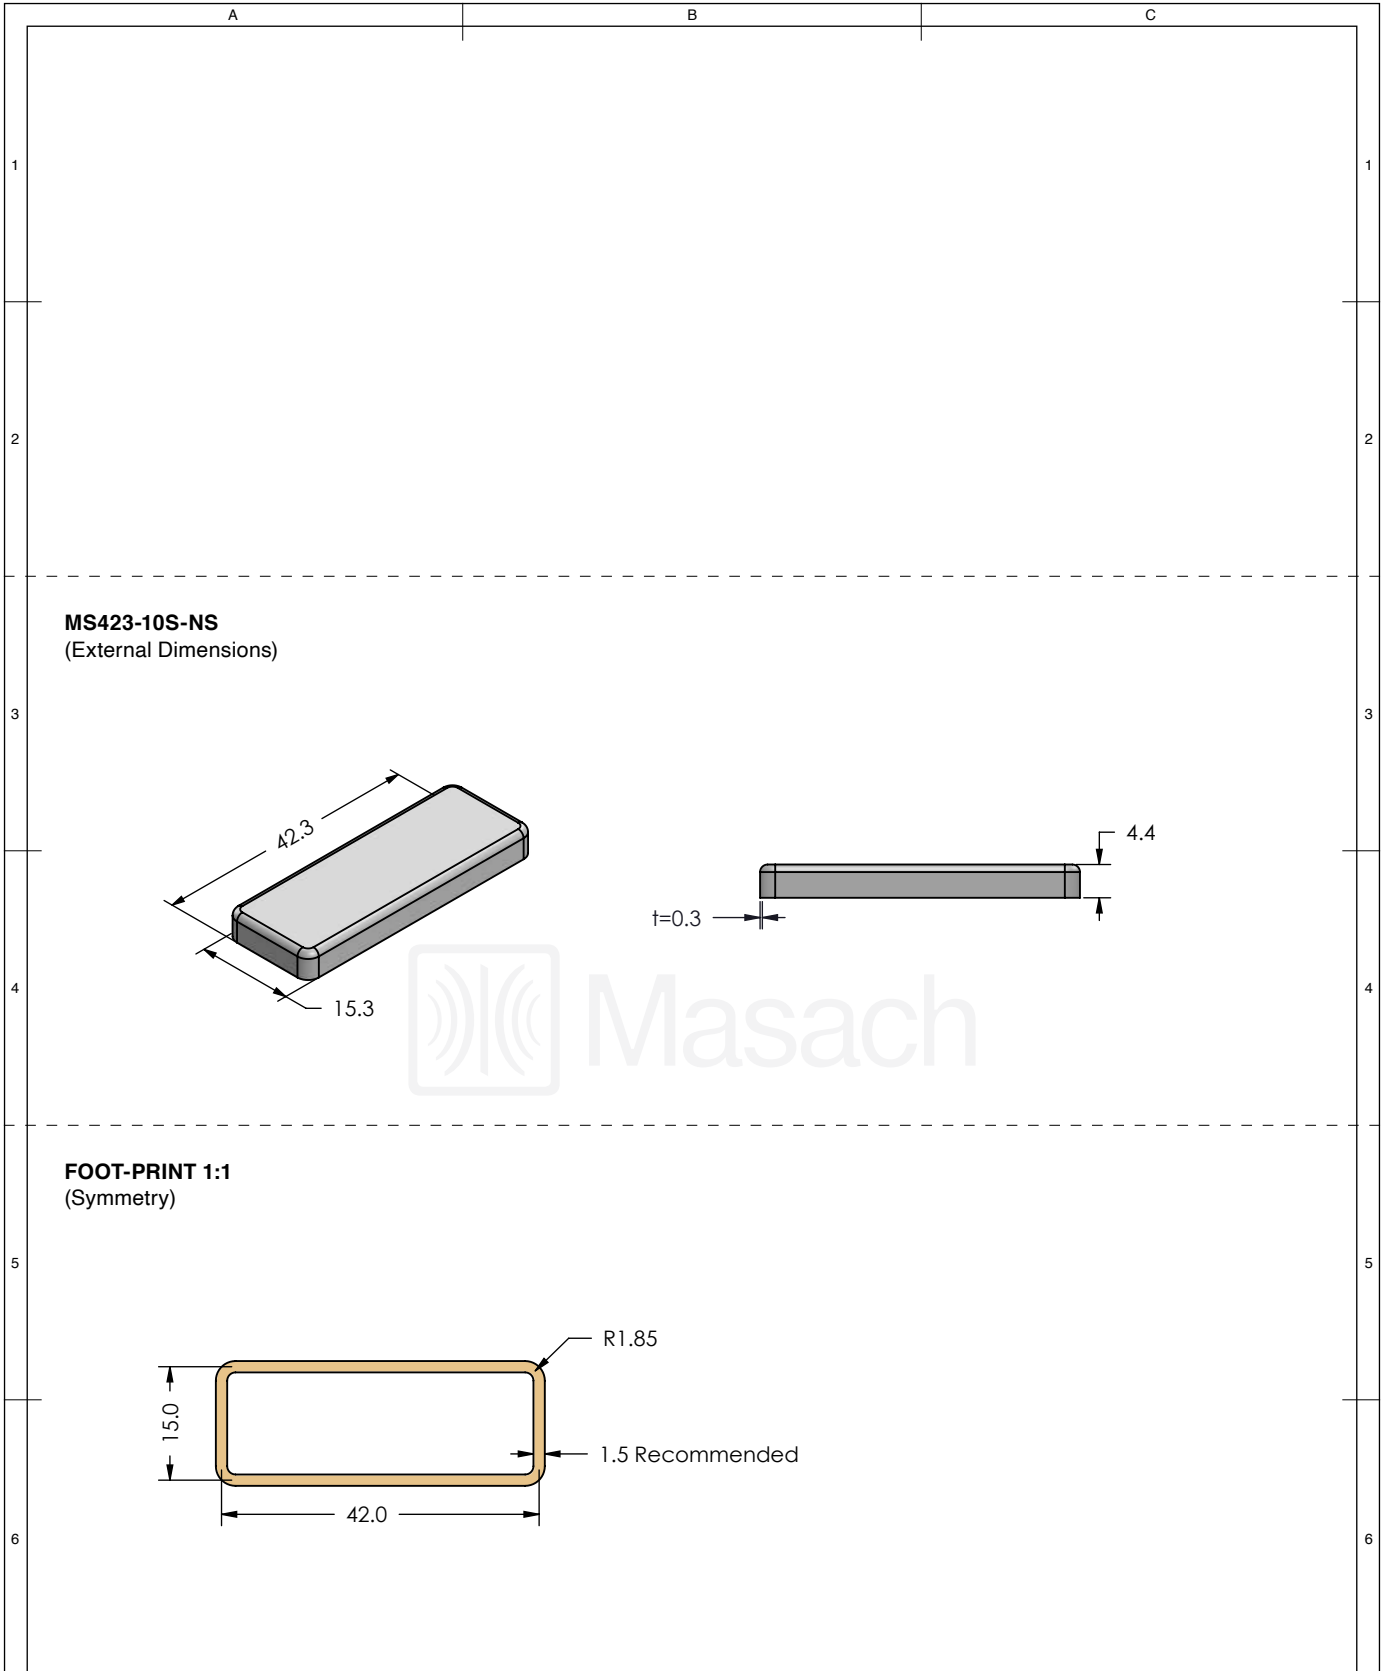 A B C
1 1
2 2
MS423-10S-NS
(External Dimensions)
3 3
42.3
4.4
t=0.3
15.3
4 4
Masach
FOOT-PRINT 1:1
(Symmetry)
5 5
R1.85
15.0
1.5 Recommended
42.0
6 6